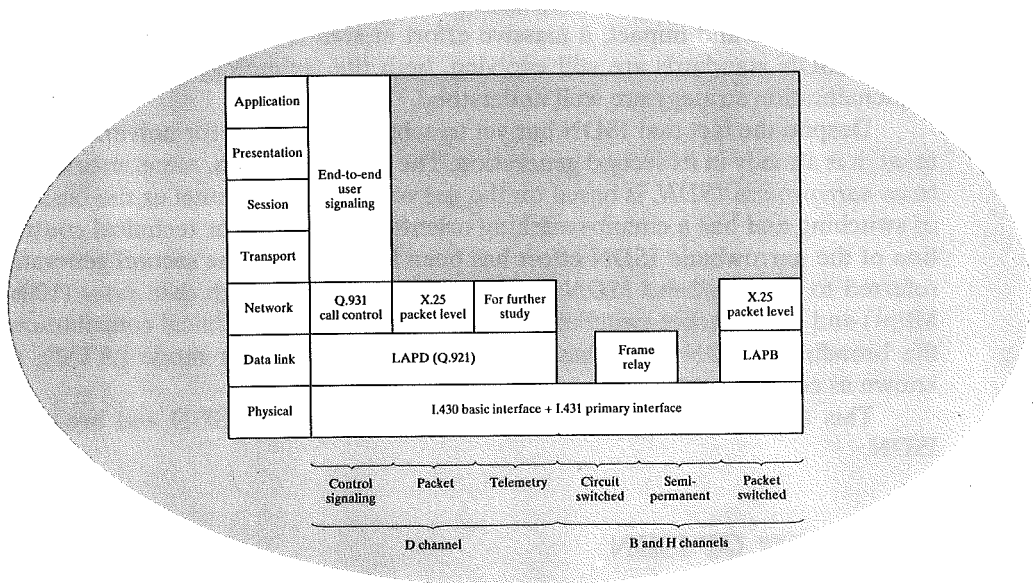 Application
Presentation
Session
Transport
Network
Data link
Physical
End-to-end
user
signaling
Q.931
call control
X.25
packet level
For further
study
X.25
packet level
LAPD (Q.921)
Frame
relay
LAPB
I.430 basic interface + I.431 primary interface
Control
signaling
Packet
Telemetry
Circuit
switched
Semi-
permanent
Packet
switched
D channel
B and H channels